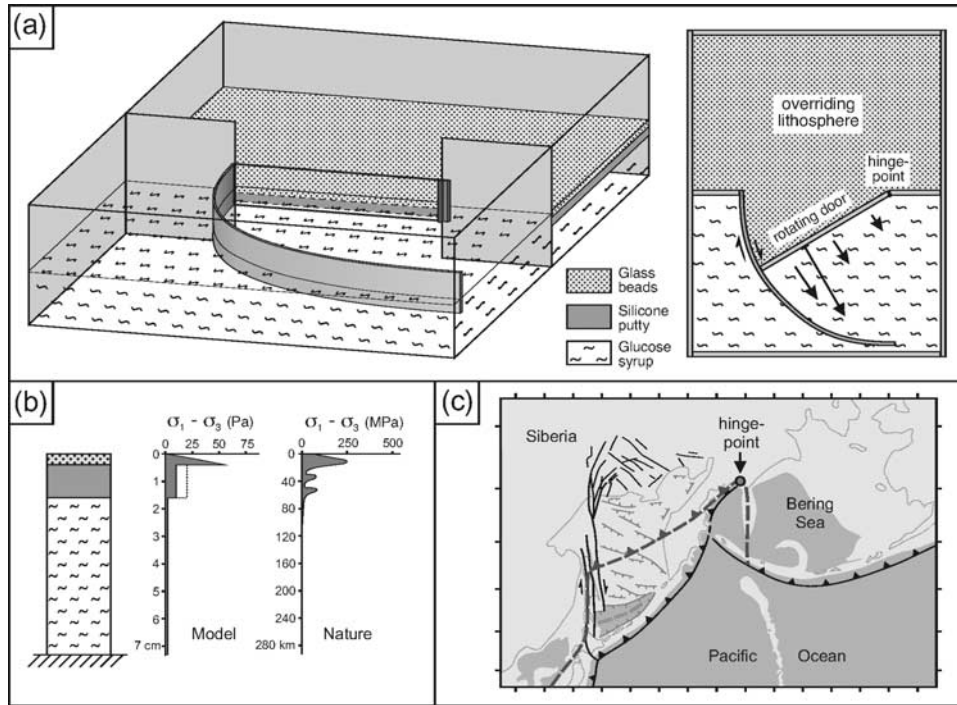 (a)
overriding
lithosphere
hinge-
point
rotating door
Glass
beads
Silicone
putty
Glucose
syrup
(b)
σ1 - σ3 (Pa)
0 25 50 75
0
1
2
3
4
5
6
7 cm
Model
σ1 - σ3 (MPa)
0 250 500
0
40
80
120
160
200
240
280 km
Nature
(c)
Siberia
hinge-
point
Bering
Sea
Pacific Ocean